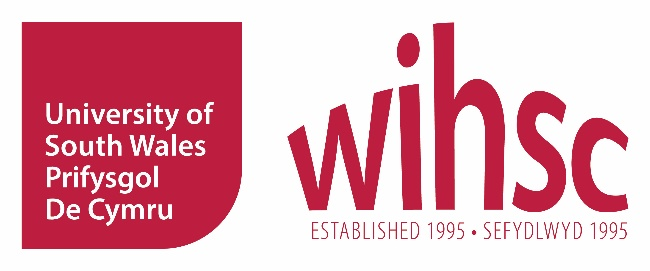 University of
South Wales
Prifysgol
De Cymru
wihsc
ESTABLISHED 1995 • SEFYDLWYD 1995